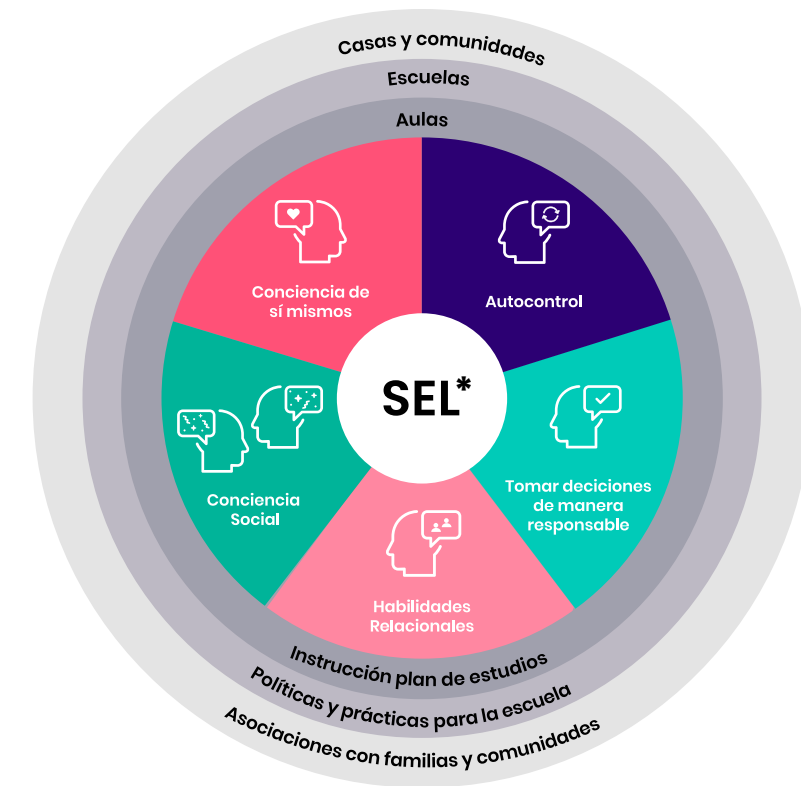 Casas y comunidades
Escuelas
Aulas
Conciencia de
sí mismos
Autocontrol
SEL*
Conciencia
Social
Tomar deciciones
de manera
responsable
Habilidades
Relacionales
Instrucción plan de estudios
Políticas y prácticas para la escuela
Asociaciones con familias y comunidades